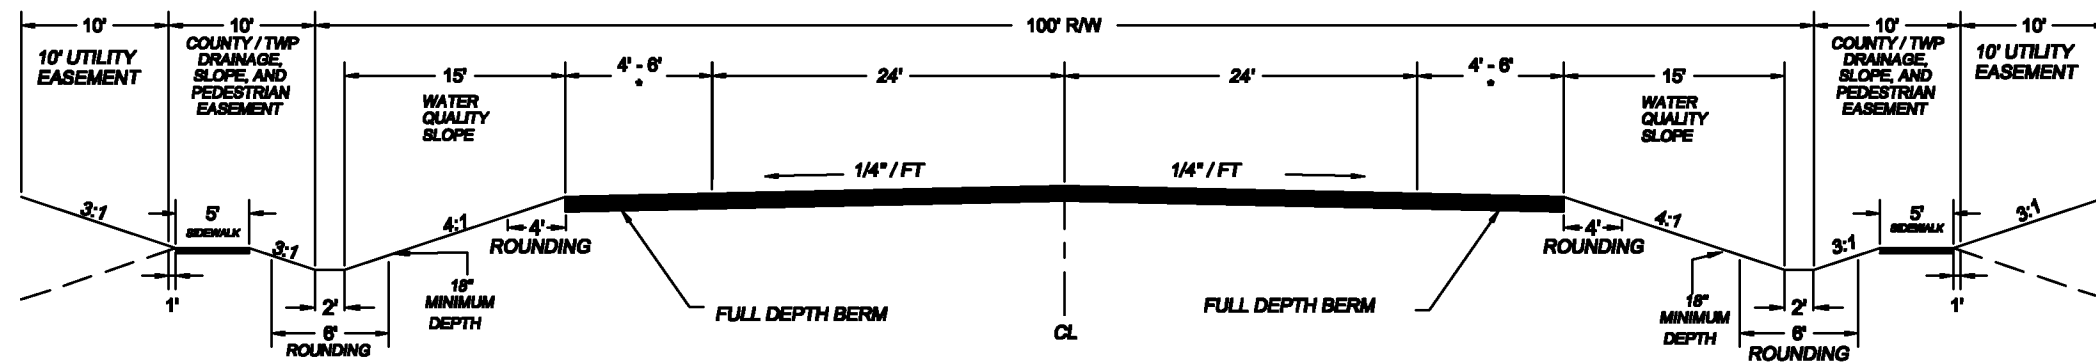 10' 10' 100' R/W 10' 10'
10' UTILITY
EASEMENT
COUNTY / TWP
DRAINAGE,
SLOPE, AND
PEDESTRIAN
EASEMENT
15' 4' - 6' 24' 24' 4' - 6' 15'
* *
WATER
QUALITY
SLOPE
WATER
QUALITY
SLOPE
COUNTY / TWP
DRAINAGE,
SLOPE, AND
PEDESTRIAN
EASEMENT
10' UTILITY
EASEMENT
1/4" / FT 1/4" / FT
3:1 5' 4:1 4' 4' 4:1 5' 3:1
SIDEWALK SIDEWALK
3:1 3:1
ROUNDING ROUNDING
1' 2' 2' 1'
18"
MINIMUM
DEPTH
18"
MINIMUM
DEPTH
FULL DEPTH BERM FULL DEPTH BERM
CL
6' 6'
ROUNDING ROUNDING